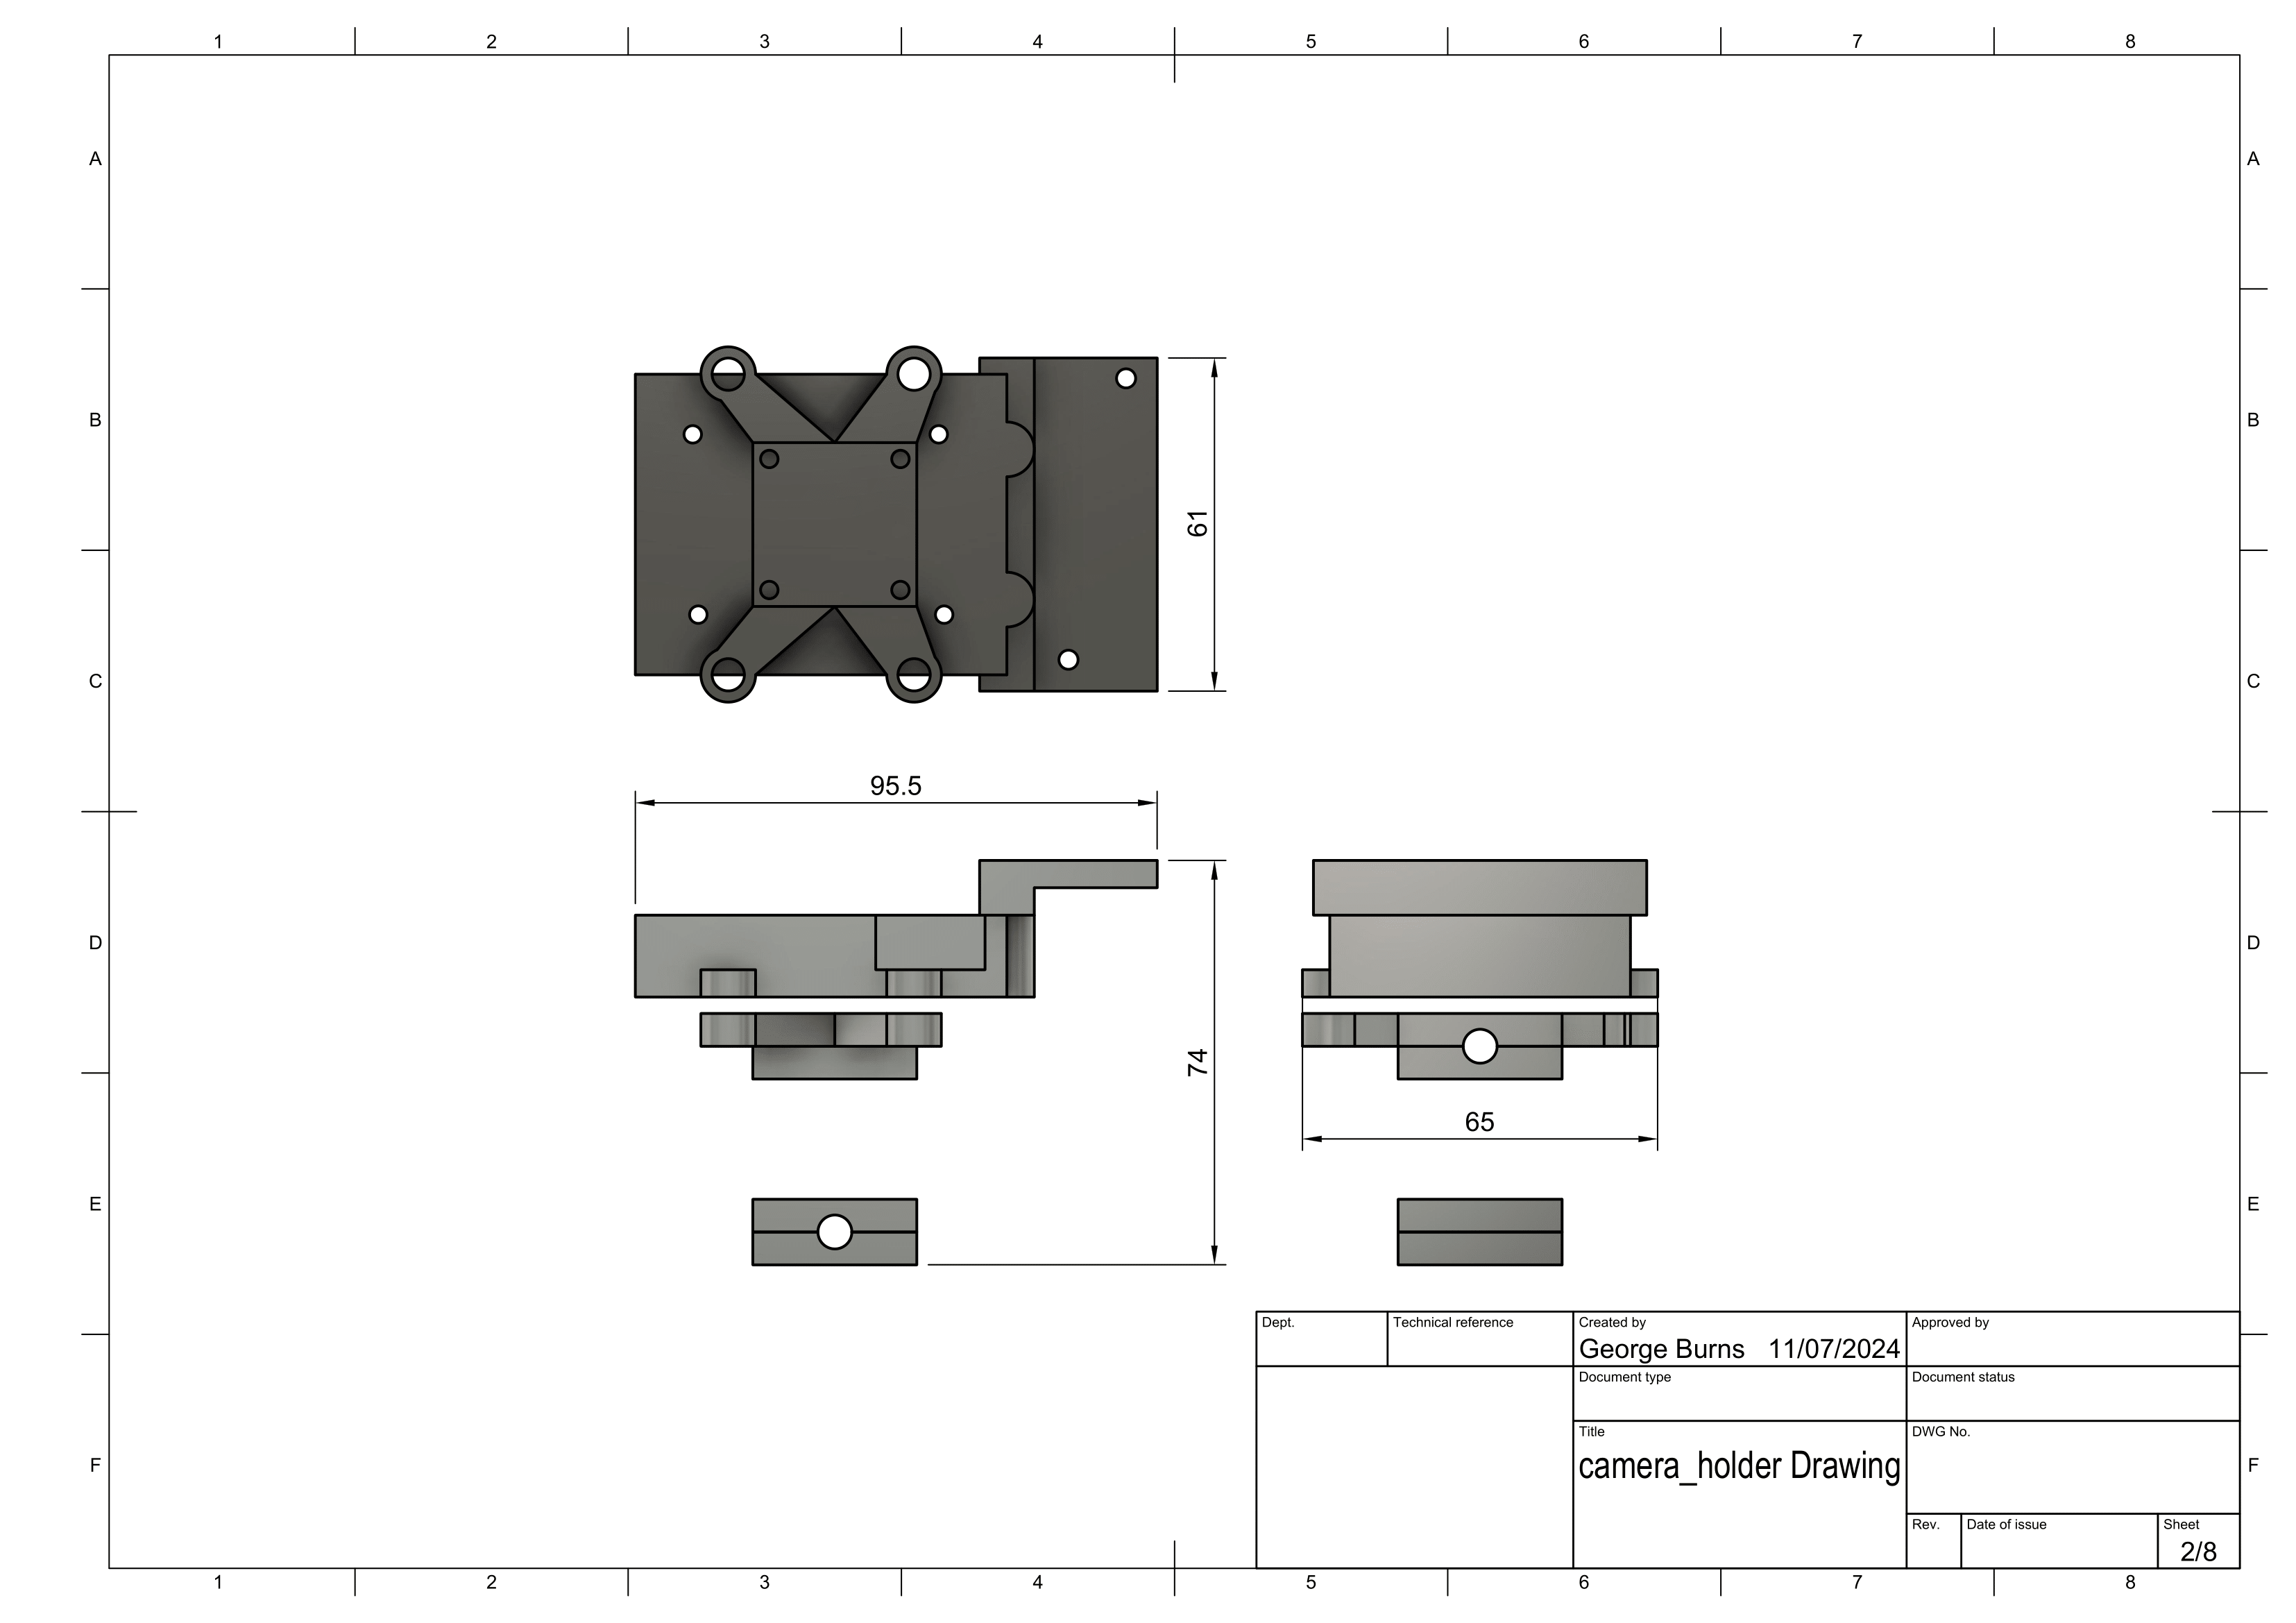 1 2 3 4 5 6 7 8
A A
B B
61
C C
95.5
D D
74
65
E E
Dept. Technical reference Created by Approved by
George Burns 11/07/2024
Document type Document status
Title DWG No.
camera_holder Drawing
F F
Rev. Date of issue Sheet
2/8
1 2 3 4 5 6 7 8